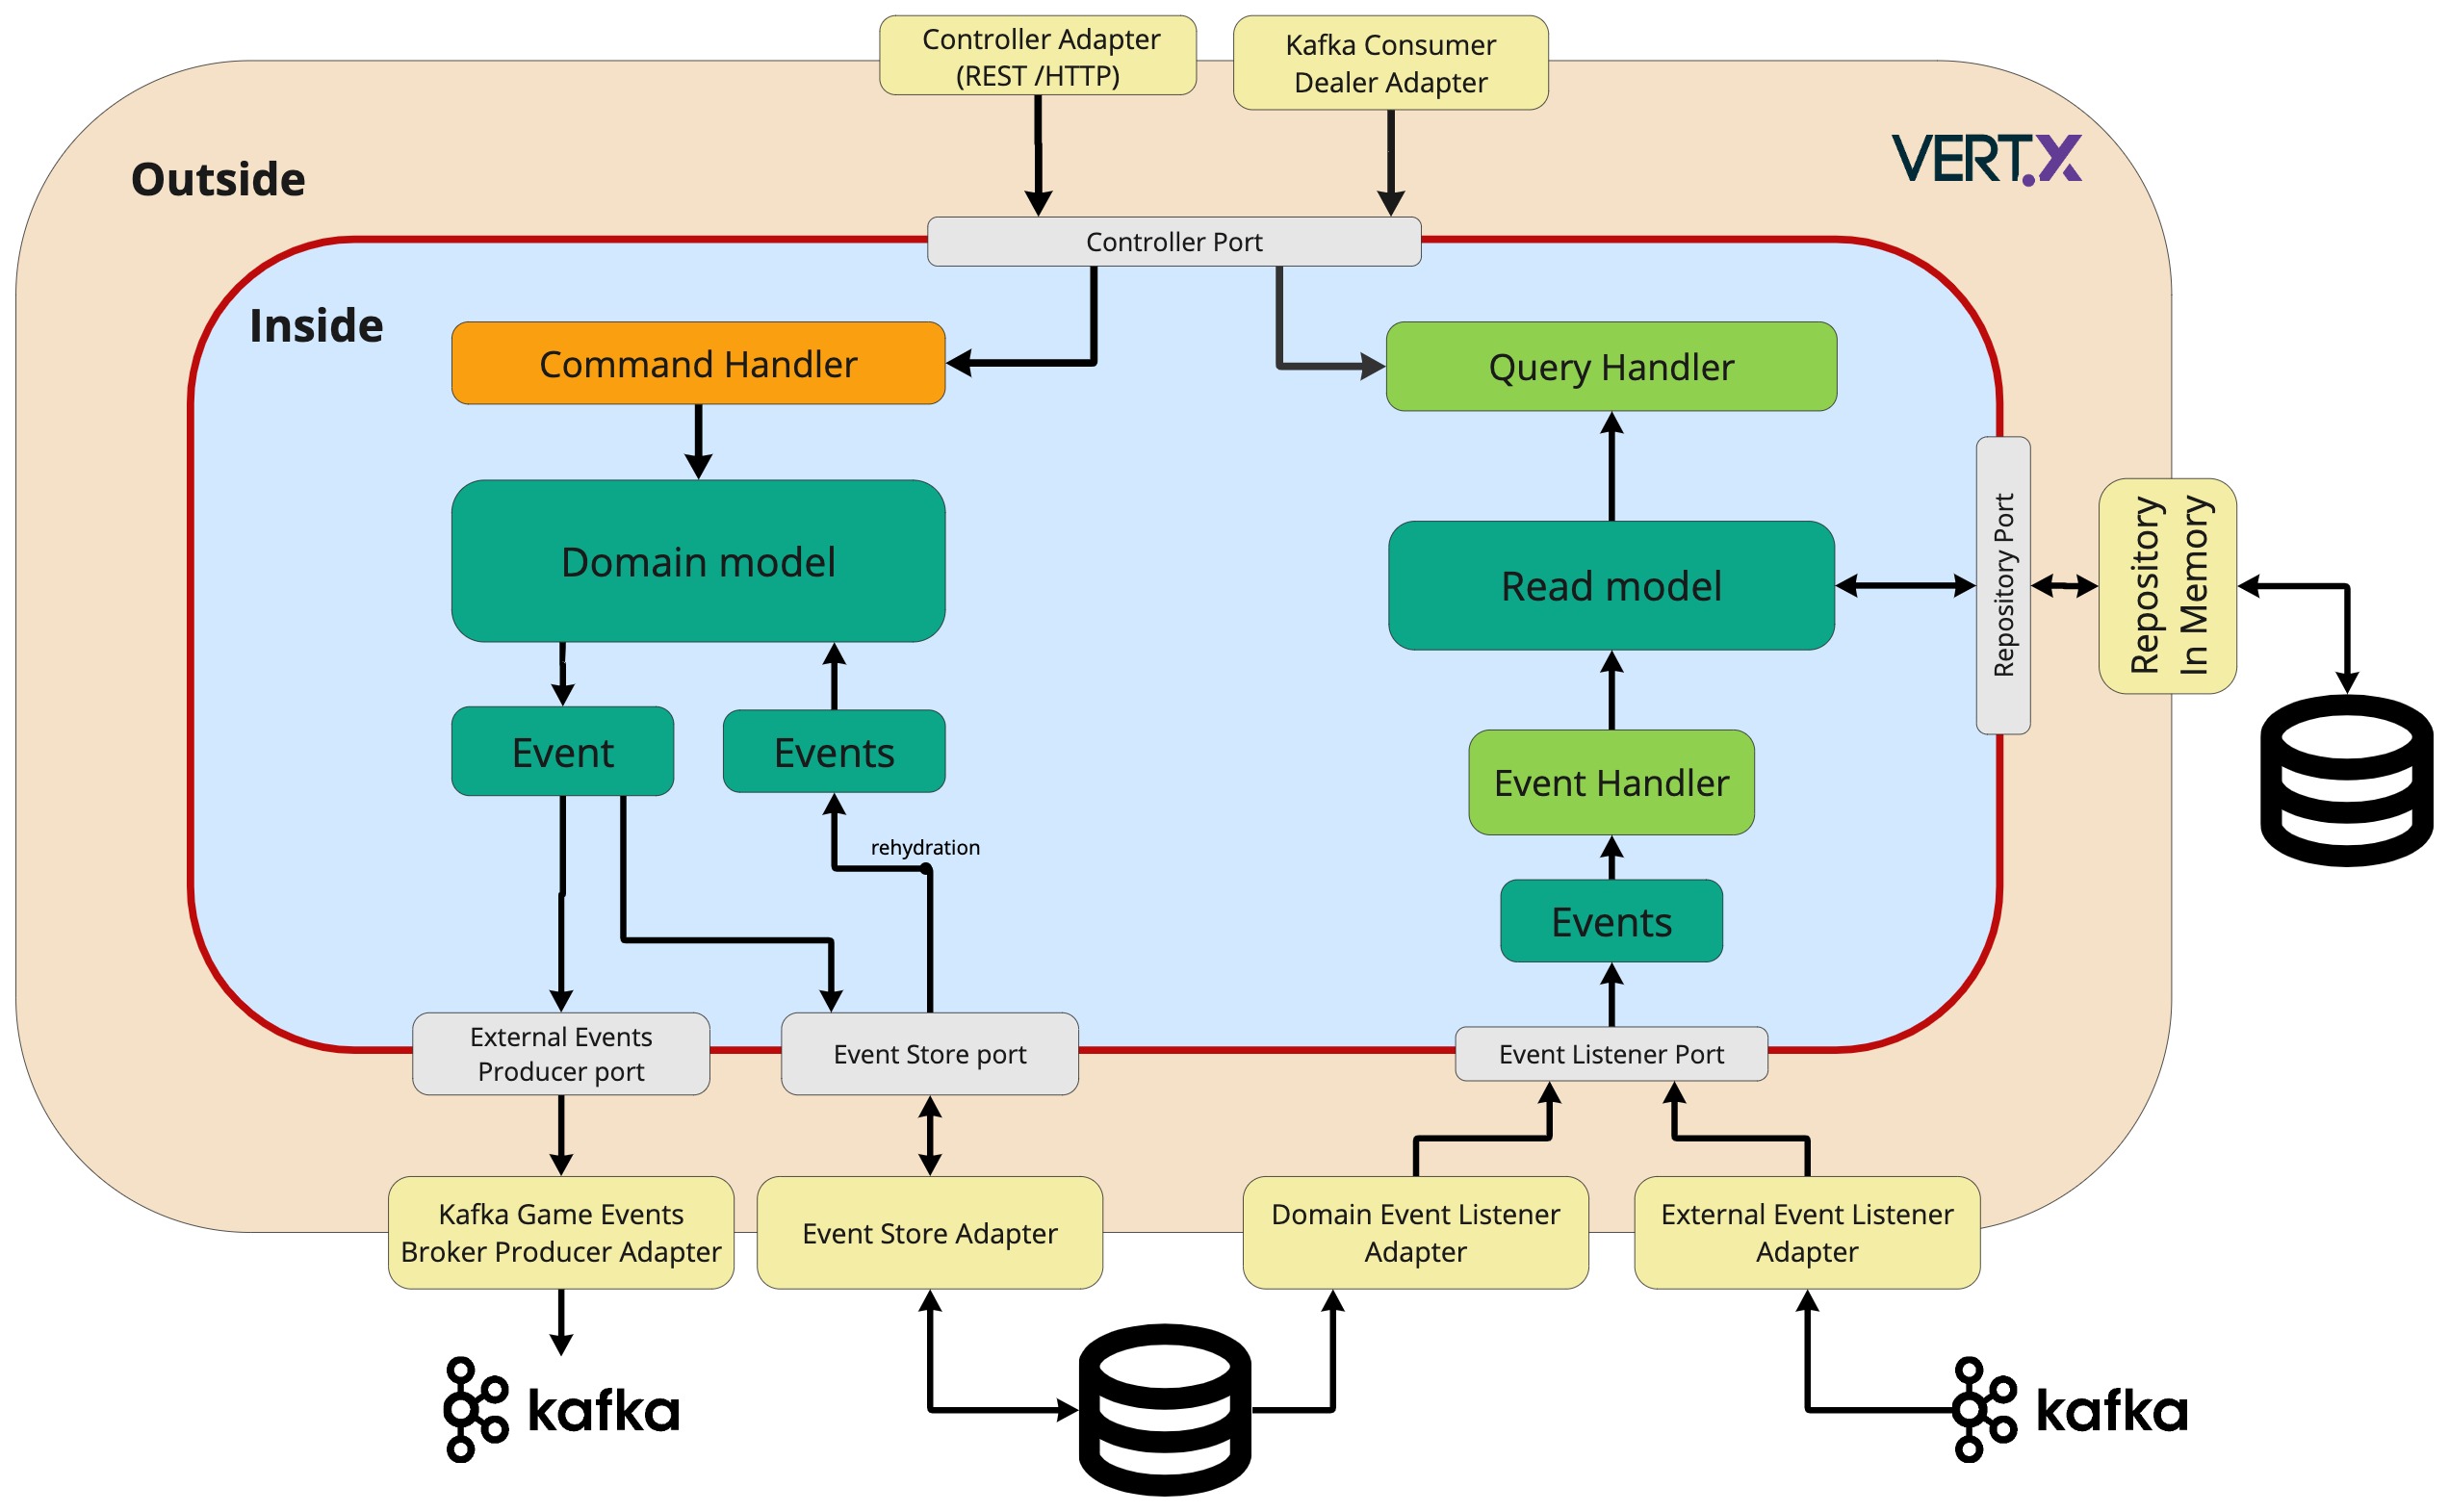 Controller Adapter
(REST /HTTP)
Kafka Consumer
Dealer Adapter
Outside
VERT.X
Controller Port
Inside
Command Handler
Query Handler
Domain model
Read model
Repository Port
Repository
In Memory
Event
Events
Event Handler
rehydration
Events
External Events
Producer port
Event Store port
Event Listener Port
Kafka Game Events
Broker Producer Adapter
Event Store Adapter
Domain Event Listener
Adapter
External Event Listener
Adapter
kafka
kafka